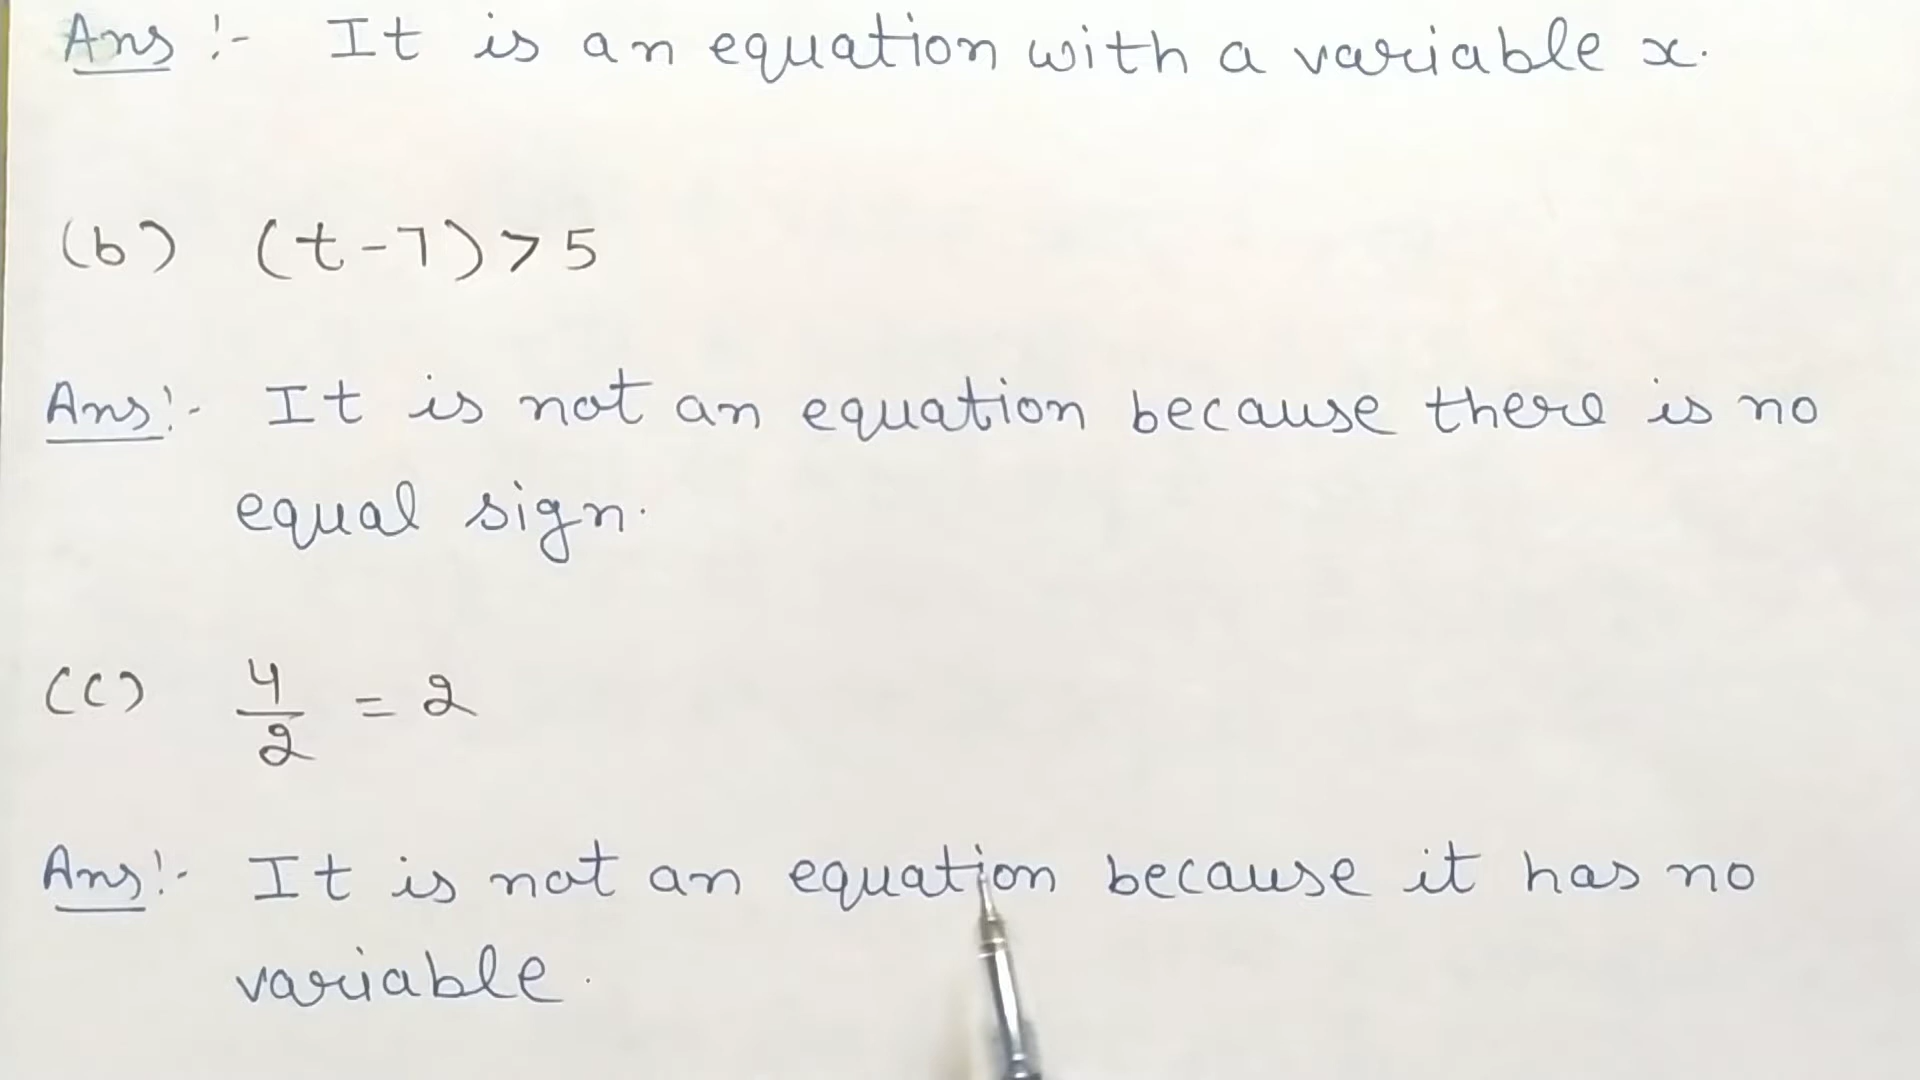 Ans :- It is an equation with a variable x.
(b) (t-7) > 5
Ans :- It is not an equation because there is no
equal sign.
(c) 4/2 = 2
Ans :- It is not an equation because it has no
variable.